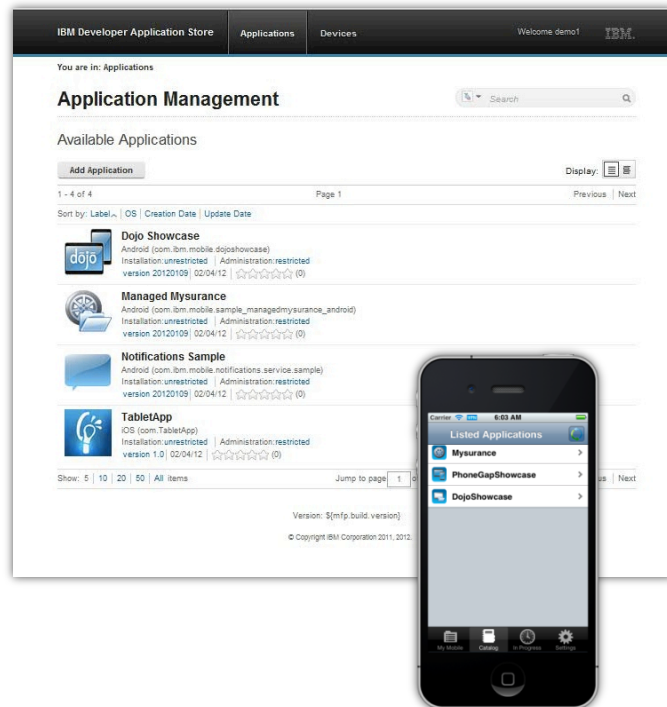 IBM Developer Application Store
Applications
Devices
Welcome demo1
IBM.
You are in: Applications
Application Management
Search
Available Applications
Add Application
Display:
1 - 4 of 4
Page 1
Previous | Next
Sort by: Label | OS | Creation Date | Update Date
dojo
Dojo Showcase
Android (com.ibm.mobile.dojoshowcase)
Installation:unrestricted | Administration:restricted
version 20120109 | 02/04/12 | (0)
Managed Mysurance
Android (com.ibm.mobile.sample_managedmysurance_android)
Installation:unrestricted | Administration:restricted
version 20120109 | 02/04/12 | (0)
Notifications Sample
Android (com.ibm.mobile.notifications.service.sample)
Installation:unrestricted | Administration:restricted
version 20120109 | 02/04/12 | (0)
TabletApp
iOS (com.TabletApp)
Installation:unrestricted | Administration:restricted
version 1.0 | 02/04/12 | (0)
Show: 5 | 10 | 20 | 50 | All items
Jump to page 1
| Next
Version: ${mfp.build.version}
© Copyright IBM Corporation 2011, 2012.
Carrier
6:03 AM
Listed Applications
Mysurance
PhoneGapShowcase
DojoShowcase
My Mobile
Catalog
In Progress
Settings